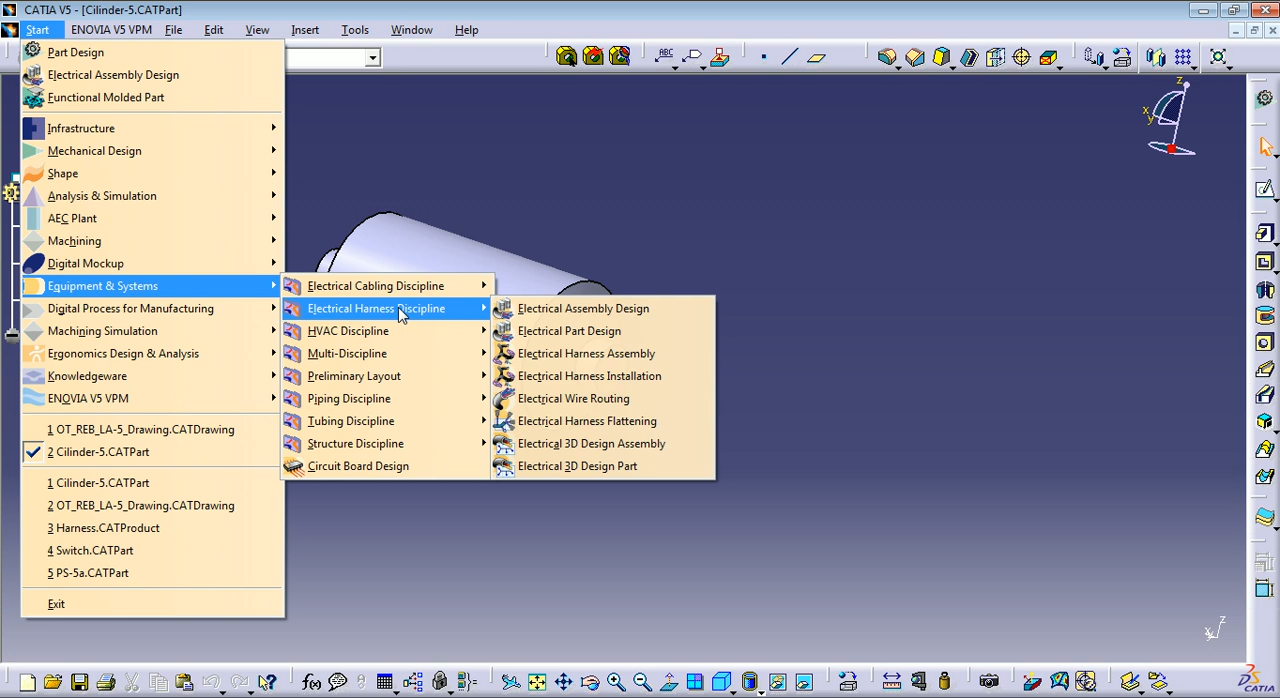 CATIA V5 - [Cilinder-5.CATPart]
Start ENOVIA V5 VPM File Edit View Insert Tools Window Help
Part Design
Electrical Assembly Design
Functional Molded Part
Infrastructure
Mechanical Design
Shape
Analysis & Simulation
AEC Plant
Machining
Digital Mockup
Equipment & Systems
Digital Process for Manufacturing
Machining Simulation
Ergonomics Design & Analysis
Knowledgeware
ENOVIA V5 VPM
1 OT_REB_LA-5_Drawing.CATDrawing
2 Cilinder-5.CATPart
1 Cilinder-5.CATPart
2 OT_REB_LA-5_Drawing.CATDrawing
3 Harness.CATProduct
4 Switch.CATPart
5 PS-5a.CATPart
Exit
Electrical Cabling Discipline
Electrical Harness Discipline
HVAC Discipline
Multi-Discipline
Preliminary Layout
Piping Discipline
Tubing Discipline
Structure Discipline
Circuit Board Design
Electrical Assembly Design
Electrical Part Design
Electrical Harness Assembly
Electrical Harness Installation
Electrical Wire Routing
Electrical Harness Flattening
Electrical 3D Design Assembly
Electrical 3D Design Part
ABC
z
x
y
z
f(x)
CATIA